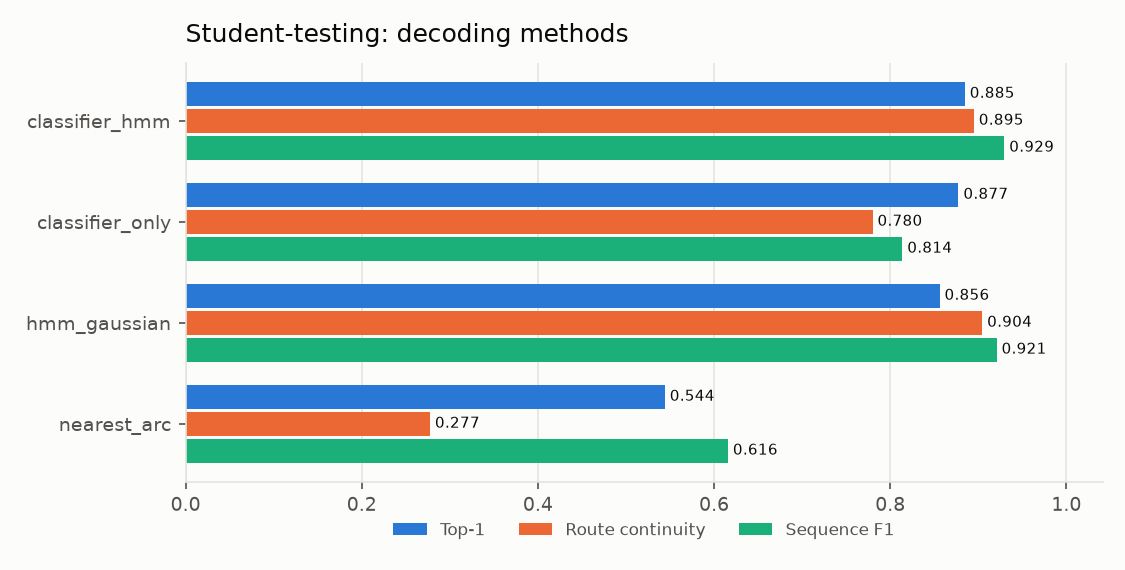 Student-testing: decoding methods
classifier_hmm
0.885
0.895
0.929
classifier_only
0.877
0.780
0.814
hmm_gaussian
0.856
0.904
0.921
nearest_arc
0.544
0.277
0.616
0.0 0.2 0.4 0.6 0.8 1.0
Top-1 Route continuity Sequence F1